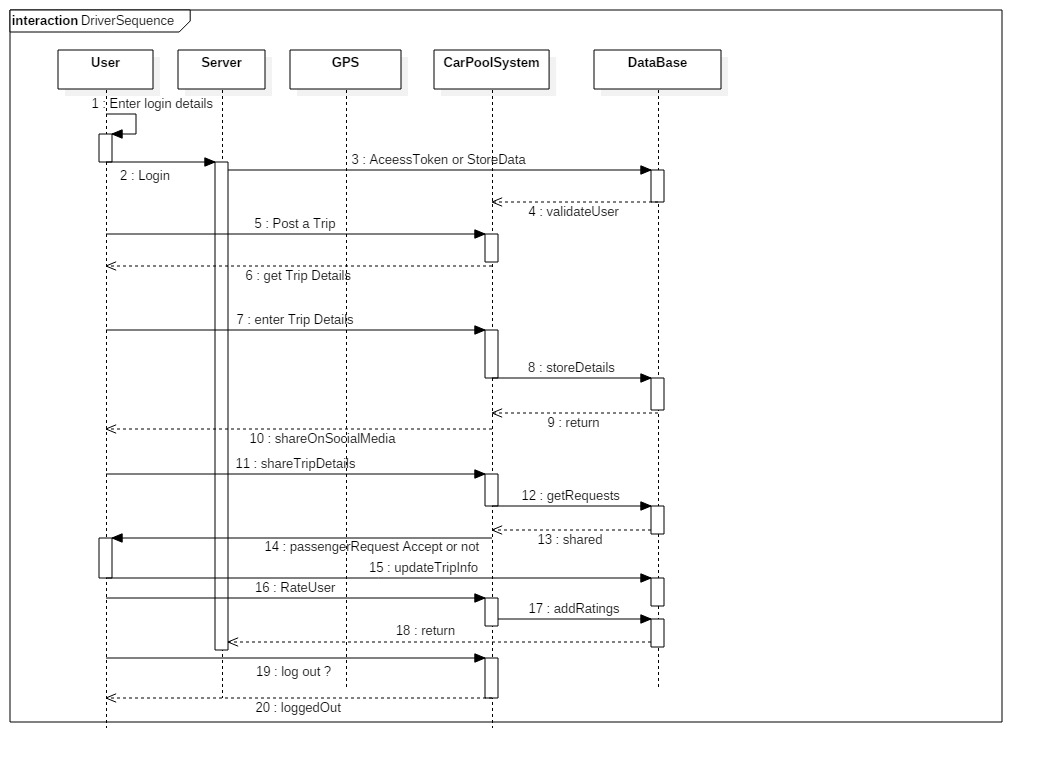 interaction DriverSequence
User
Server
GPS
CarPoolSystem
DataBase
1 : Enter login details
3 : AceessToken or StoreData
2 : Login
4 : validateUser
5 : Post a Trip
6 : get Trip Details
7 : enter Trip Details
8 : storeDetails
9 : return
10 : shareOnSocialMedia
11 : shareTripDetails
12 : getRequests
13 : shared
14 : passengerRequest Accept or not
15 : updateTripInfo
16 : RateUser
17 : addRatings
18 : return
19 : log out ?
20 : loggedOut